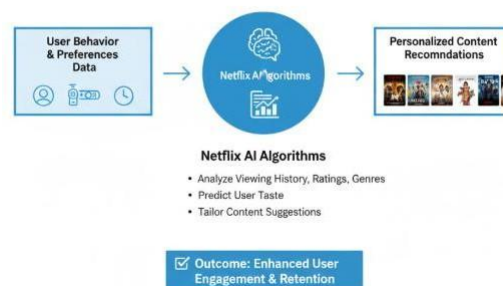 User Behavior
& Preferences
Data
Netflix AI Algorithms
Personalized Content
Recomndations
Netflix AI Algorithms
• Analyze Viewing History, Ratings, Genres
• Predict User Taste
• Tailor Content Suggestions
Outcome: Enhanced User
Engagement & Retention